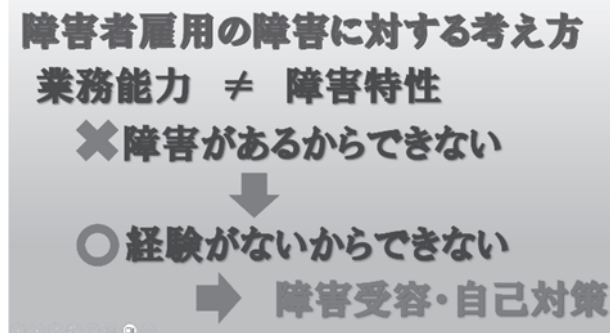 障害者雇用の障害に対する考え方
業務能力 ≠ 障害特性
✖障害があるからできない
○経験がないからできない
障害受容・自己対策